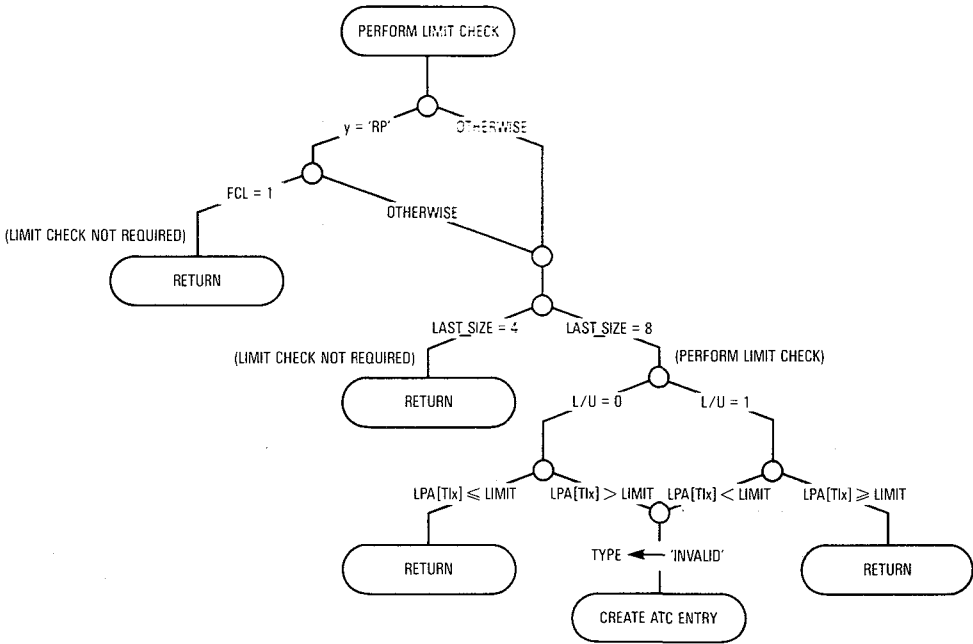 PERFORM LIMIT CHECK
y = 'RP'
OTHERWISE
FCL = 1
OTHERWISE
(LIMIT CHECK NOT REQUIRED)
RETURN
LAST_SIZE = 4
LAST_SIZE = 8
(LIMIT CHECK NOT REQUIRED)
(PERFORM LIMIT CHECK)
RETURN
L/U = 0
L/U = 1
LPA[TIx] ⩽ LIMIT
LPA[TIx] > LIMIT
LPA[TIx] < LIMIT
LPA[TIx] ⩾ LIMIT
RETURN
TYPE ← 'INVALID'
RETURN
CREATE ATC ENTRY